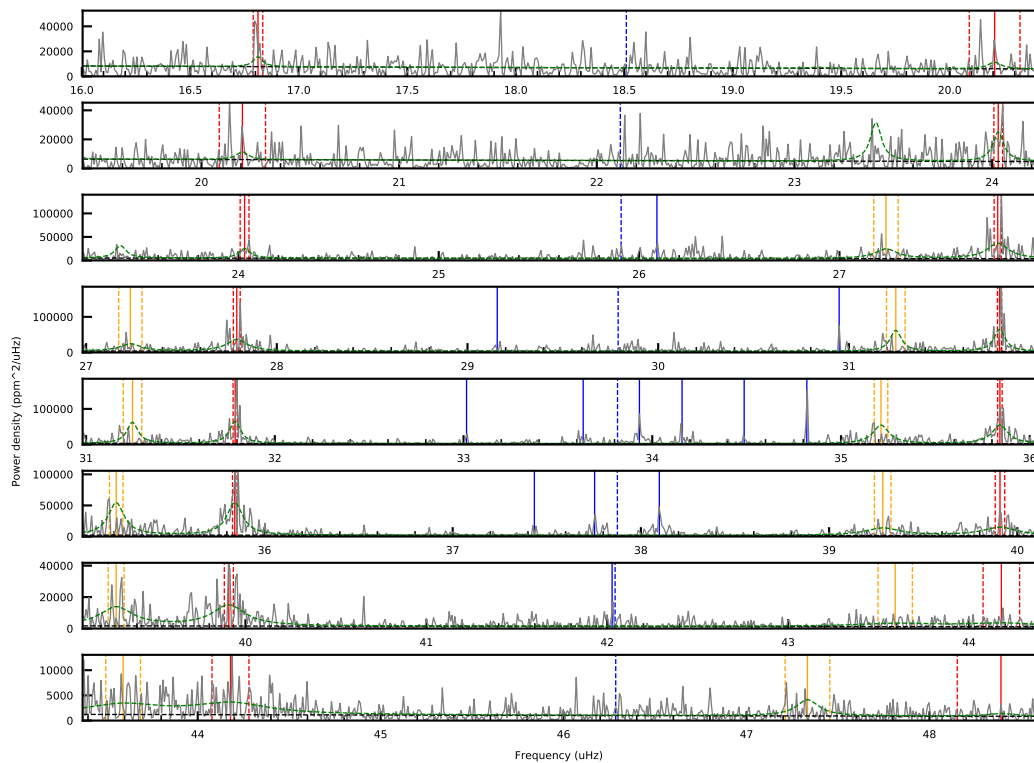 40000
20000
0
16.0 16.5 17.0 17.5 18.0 18.5 19.0 19.5 20.0
40000
20000
0
20 21 22 23 24
100000
50000
0
24 25 26 27
100000
0
27 28 29 30 31
100000
0
31 32 33 34 35 36
100000
50000
0
36 37 38 39 40
40000
20000
0
40 41 42 43 44
10000
5000
0
44 45 46 47 48
Power density (ppm^2/uHz)
Frequency (uHz)